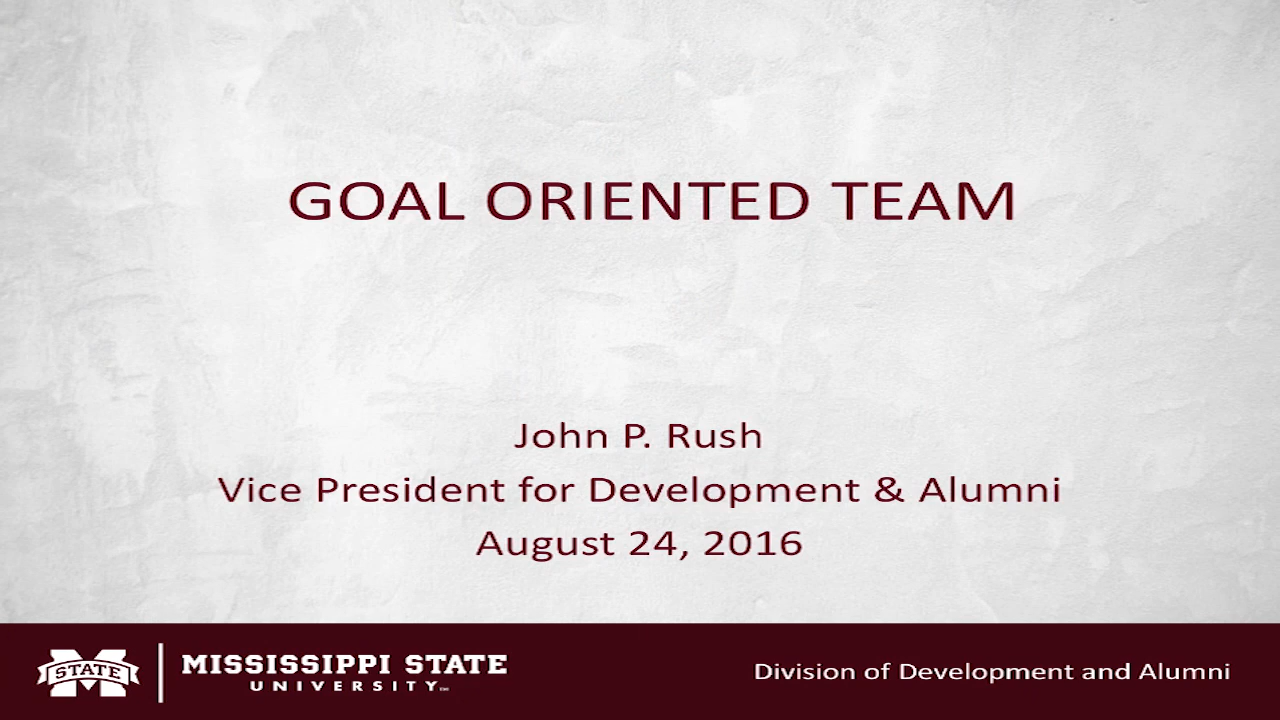 GOAL ORIENTED TEAM
John P. Rush
Vice President for Development & Alumni
August 24, 2016
STATE
MISSISSIPPI STATE
UNIVERSITY™
Division of Development and Alumni